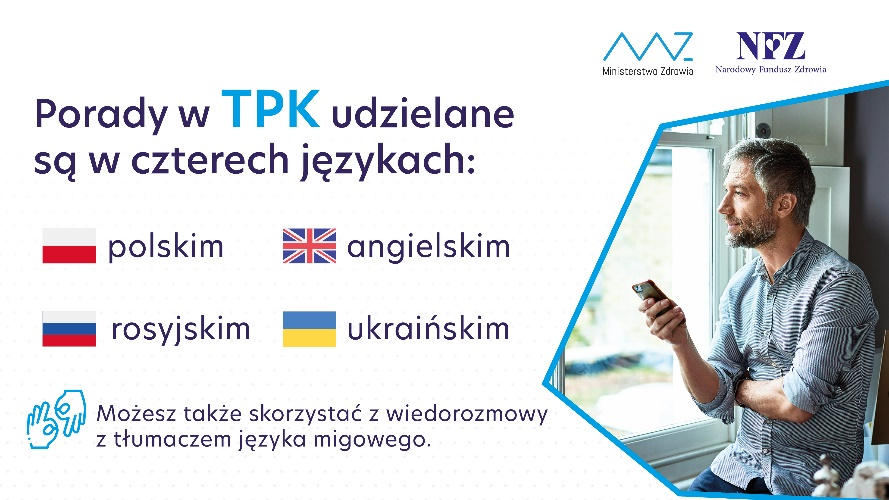 Ministerstwo Zdrowia
NFZ
Narodowy Fundusz Zdrowia
Porady w TPK udzielane
są w czterech językach:
polskim
angielskim
rosyjskim
ukraińskim
Możesz także skorzystać z wiedorozmowy
z tłumaczem języka migowego.